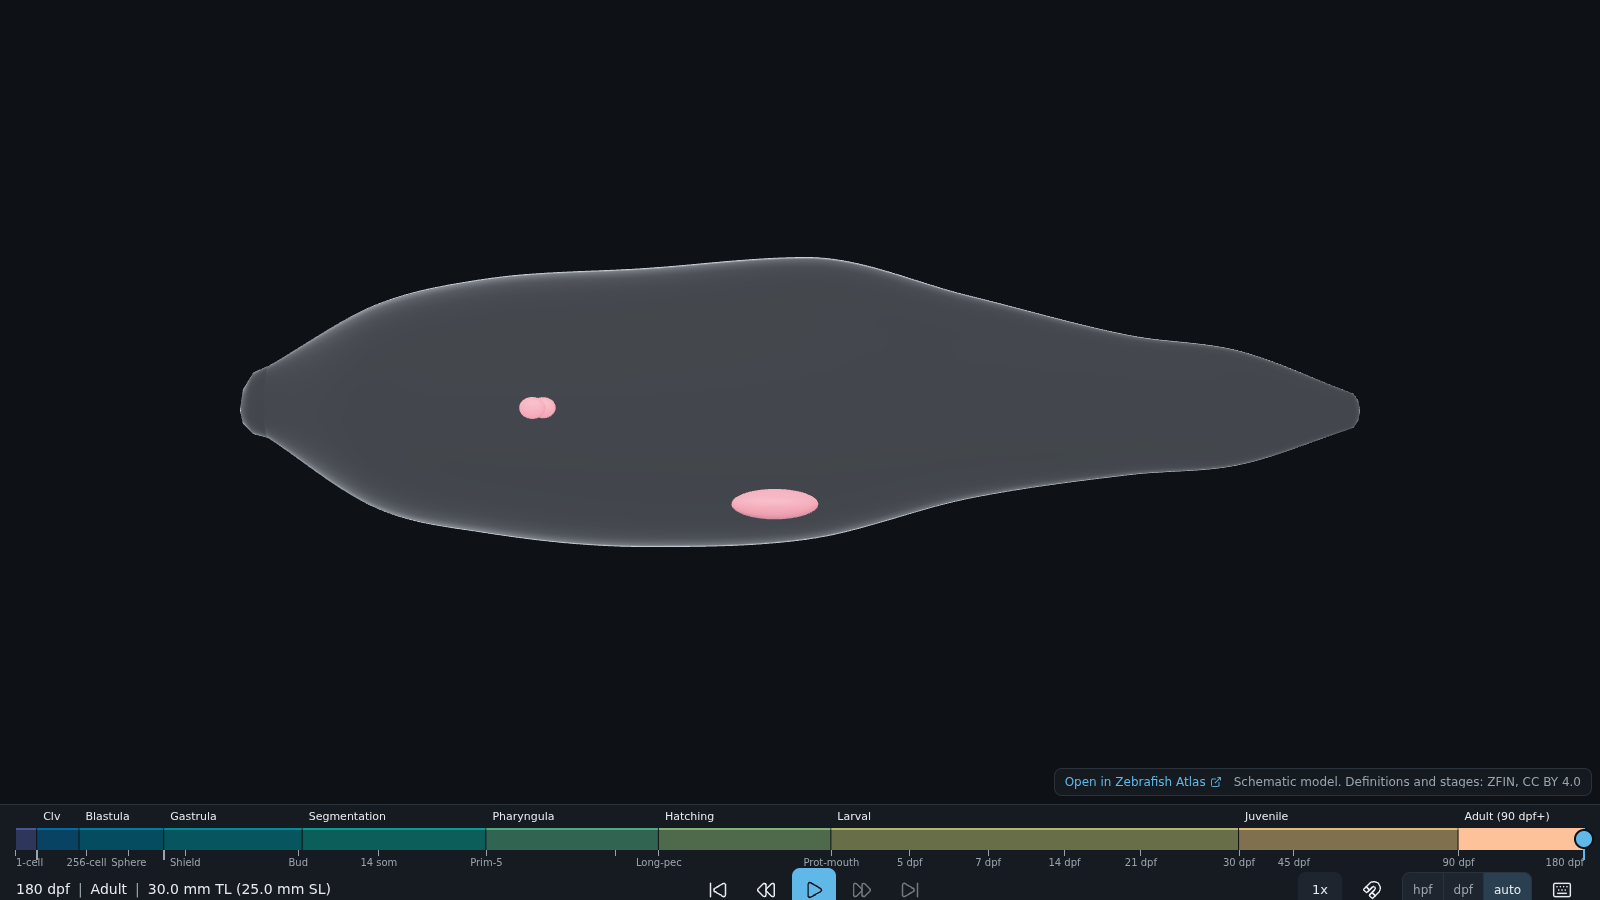 Open in Zebrafish Atlas Schematic model. Definitions and stages: ZFIN, CC BY 4.0
Clv Blastula Gastrula Segmentation Pharyngula Hatching Larval Juvenile Adult (90 dpf+)
1-cell 256-cell Sphere Shield Bud 14 som Prim-5 Long-pec Prot-mouth 5 dpf 7 dpf 14 dpf 21 dpf 30 dpf 45 dpf 90 dpf 180 dpf
180 dpf | Adult | 30.0 mm TL (25.0 mm SL) 1x hpf dpf auto